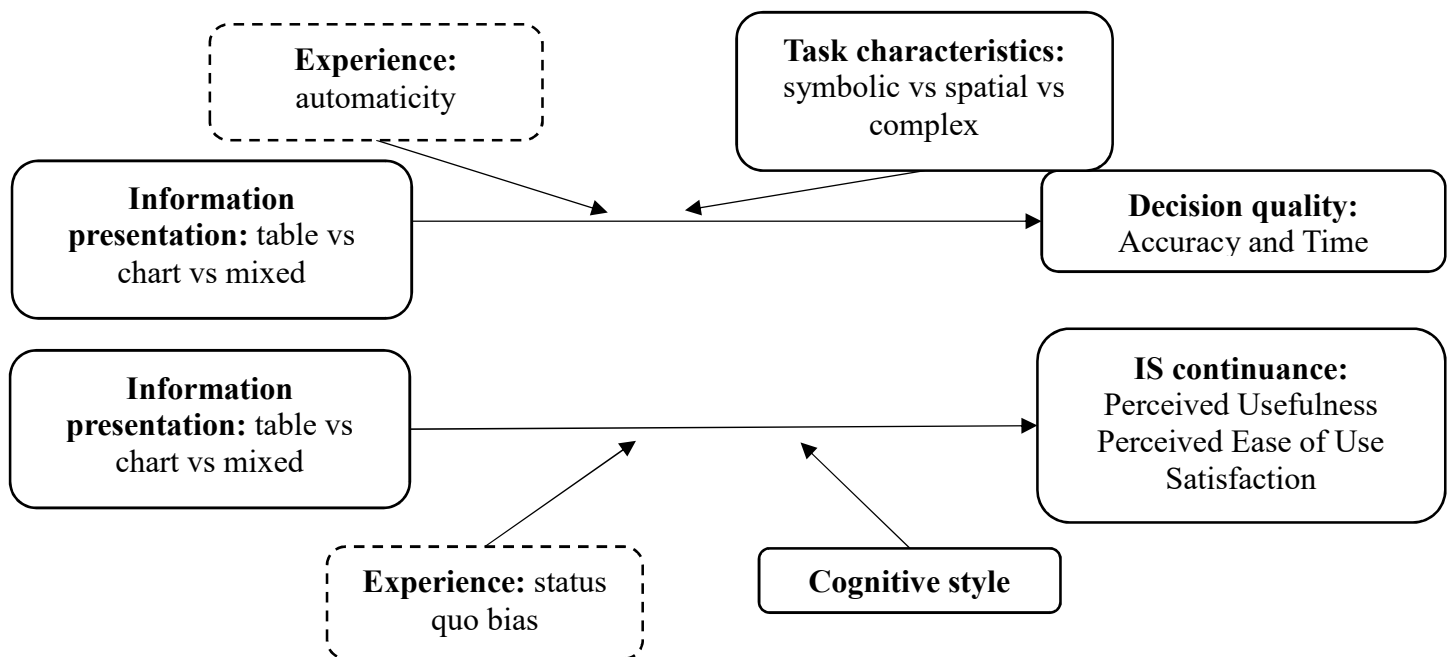 Experience:
automaticity
Task characteristics:
symbolic vs spatial vs
complex
Information
presentation: table vs
chart vs mixed
Decision quality:
Accuracy and Time
Information
presentation: table vs
chart vs mixed
IS continuance:
Perceived Usefulness
Perceived Ease of Use
Satisfaction
Experience: status
quo bias
Cognitive style